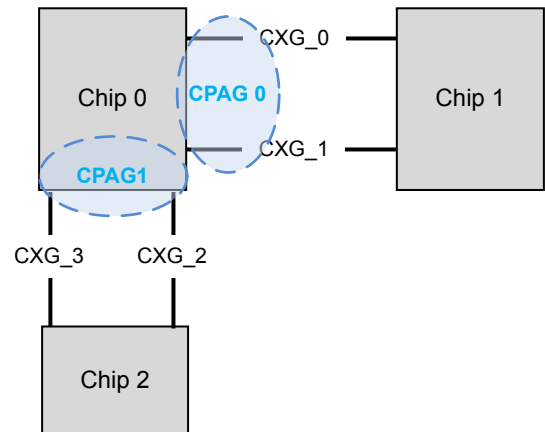 CXG_0
Chip 0
CPAG 0
Chip 1
CXG_1
CPAG1
CXG_3
CXG_2
Chip 2